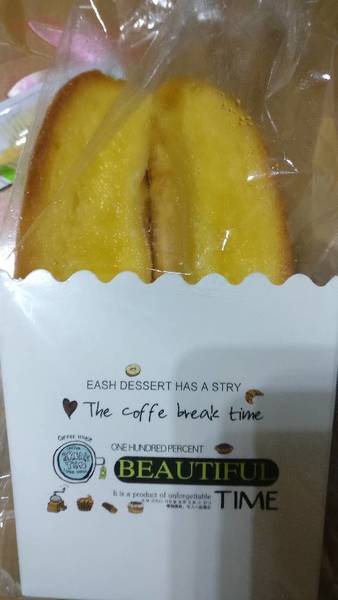 EASH DESSERT HAS A STRY
The coffe break time
ONE HUNDRED PERCENT
BEAUTIFUL
It is a product of unforgettable
TIME